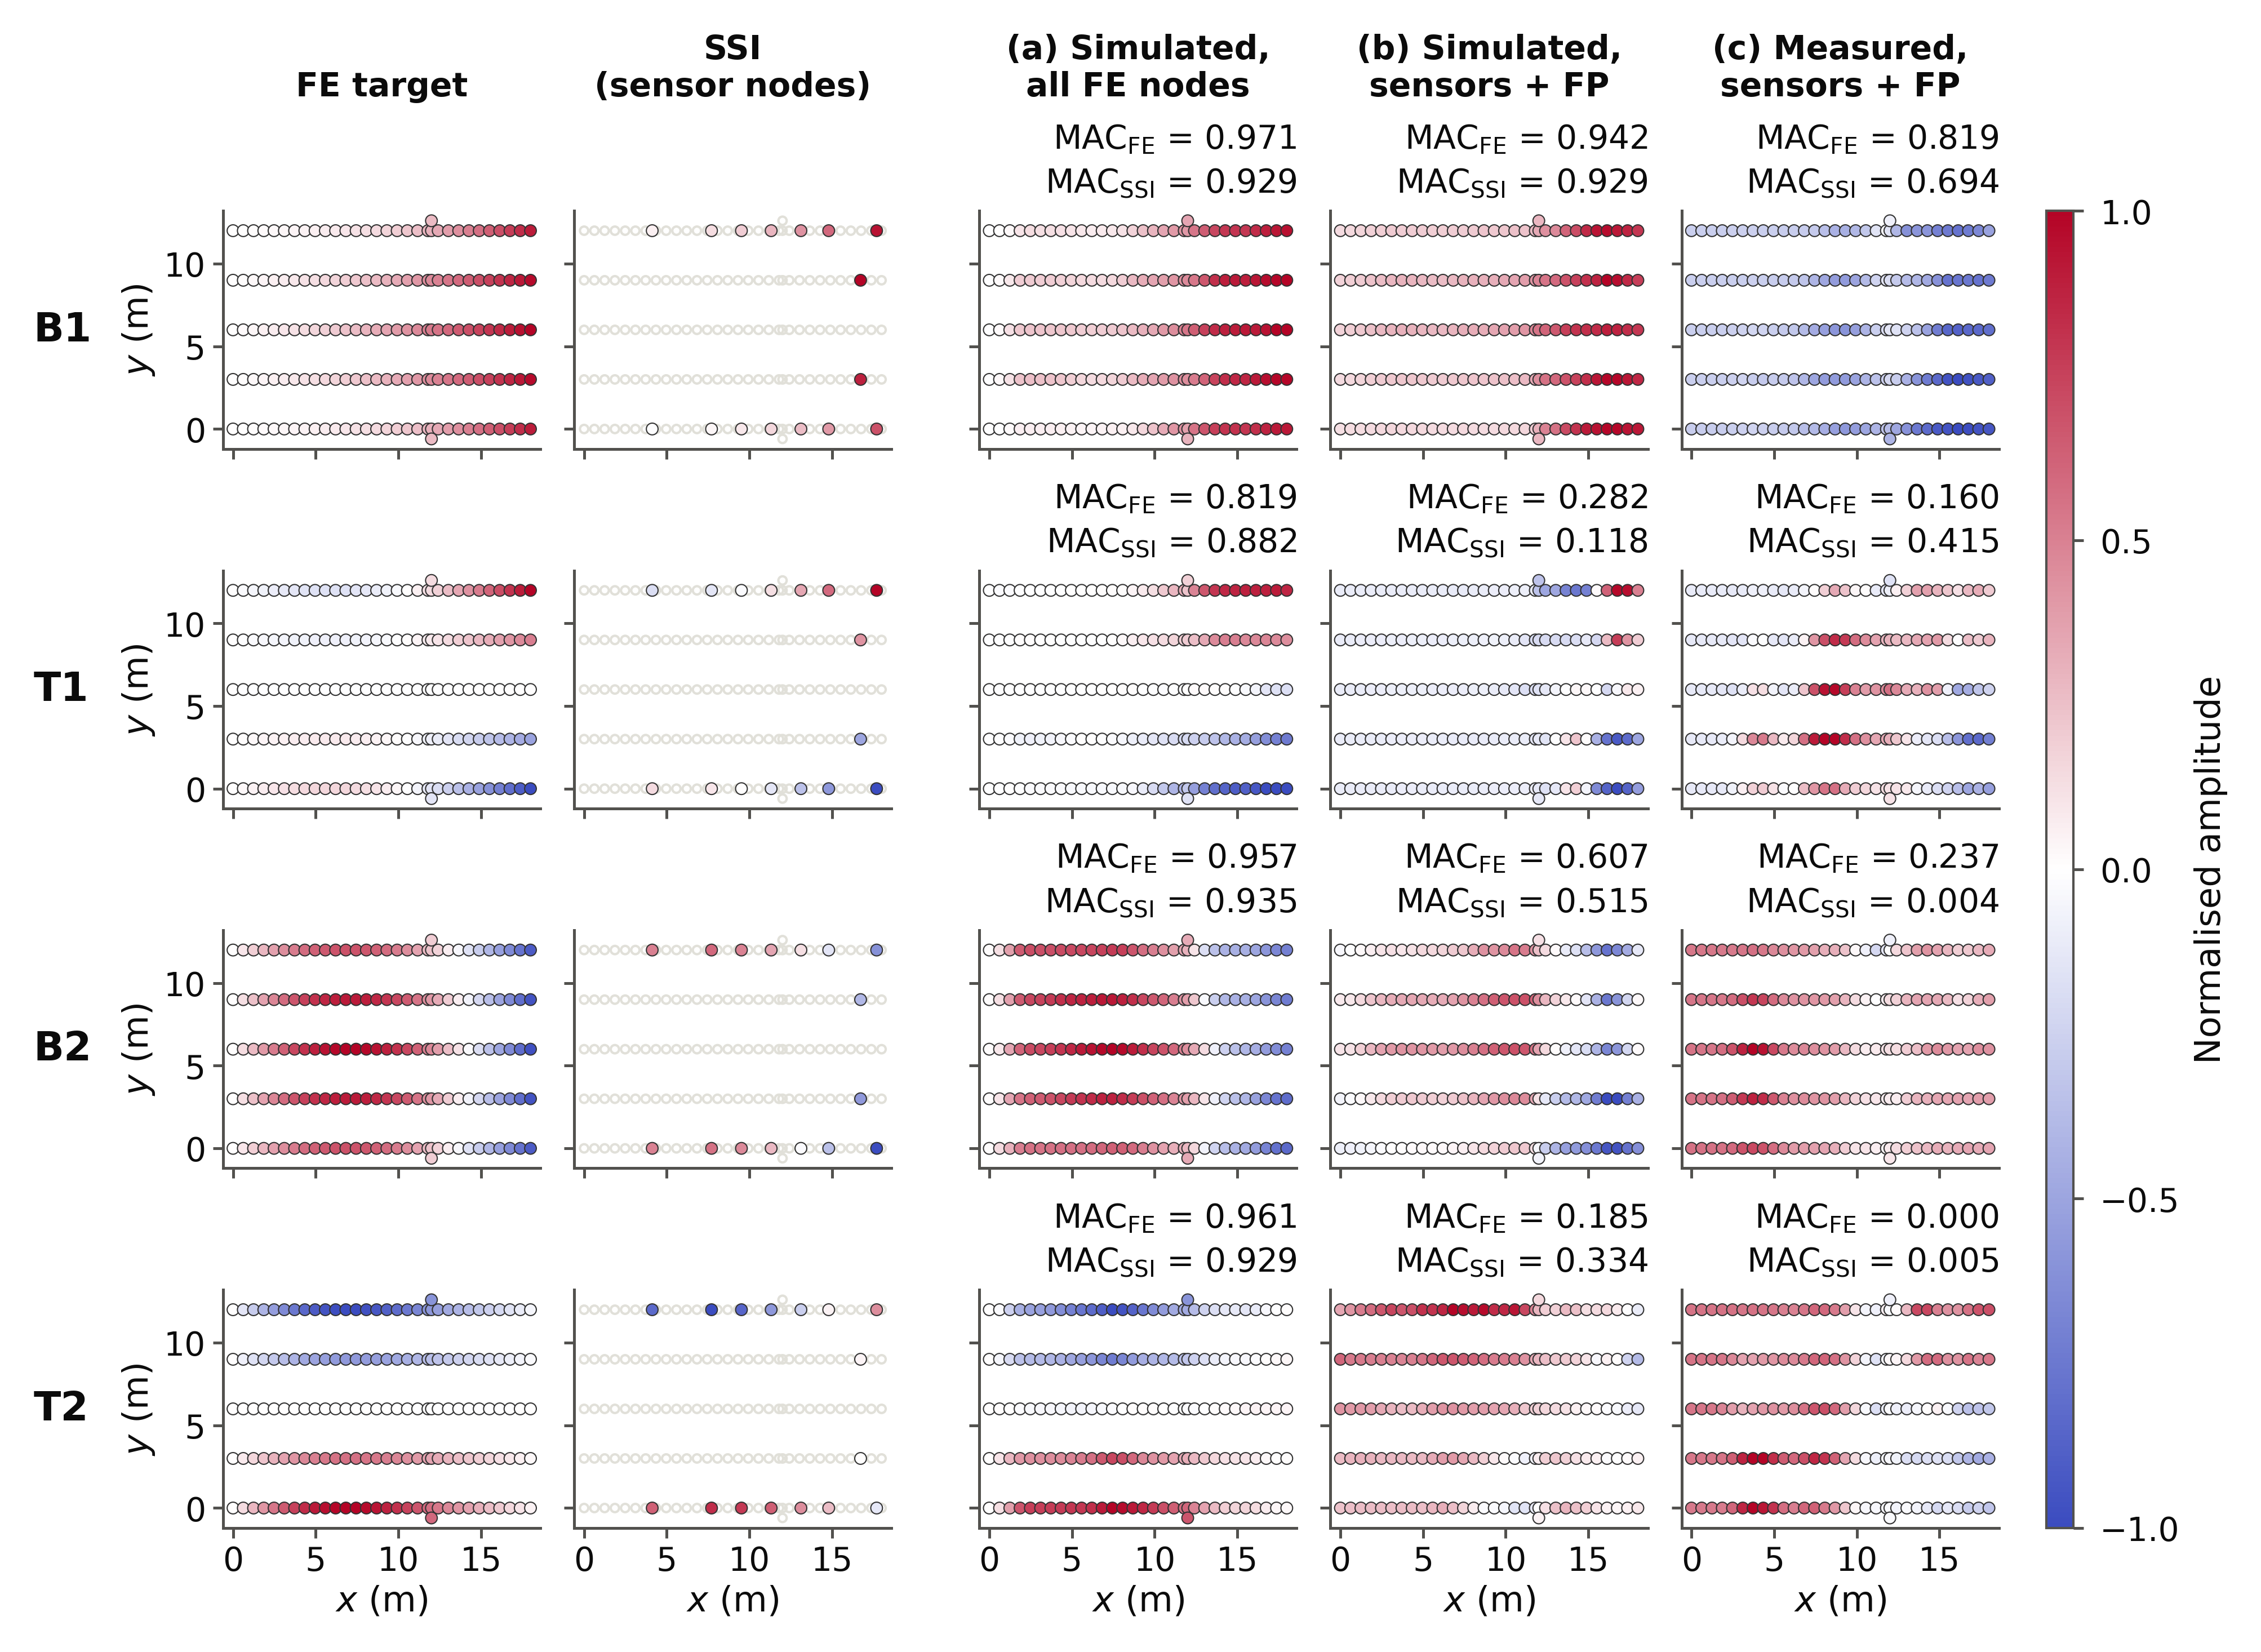 FE target
SSI
(sensor nodes)
(a) Simulated,
all FE nodes
(b) Simulated,
sensors + FP
(c) Measured,
sensors + FP
MAC_FE = 0.971
MAC_SSI = 0.929
MAC_FE = 0.942
MAC_SSI = 0.929
MAC_FE = 0.819
MAC_SSI = 0.694
B1
y (m)
10
5
0
MAC_FE = 0.819
MAC_SSI = 0.882
MAC_FE = 0.282
MAC_SSI = 0.118
MAC_FE = 0.160
MAC_SSI = 0.415
T1
y (m)
10
5
0
MAC_FE = 0.957
MAC_SSI = 0.935
MAC_FE = 0.607
MAC_SSI = 0.515
MAC_FE = 0.237
MAC_SSI = 0.004
B2
y (m)
10
5
0
MAC_FE = 0.961
MAC_SSI = 0.929
MAC_FE = 0.185
MAC_SSI = 0.334
MAC_FE = 0.000
MAC_SSI = 0.005
T2
y (m)
10
5
0
0 5 10 15
x (m)
0 5 10 15
x (m)
0 5 10 15
x (m)
0 5 10 15
x (m)
0 5 10 15
x (m)
1.0
0.5
0.0
−0.5
−1.0
Normalised amplitude